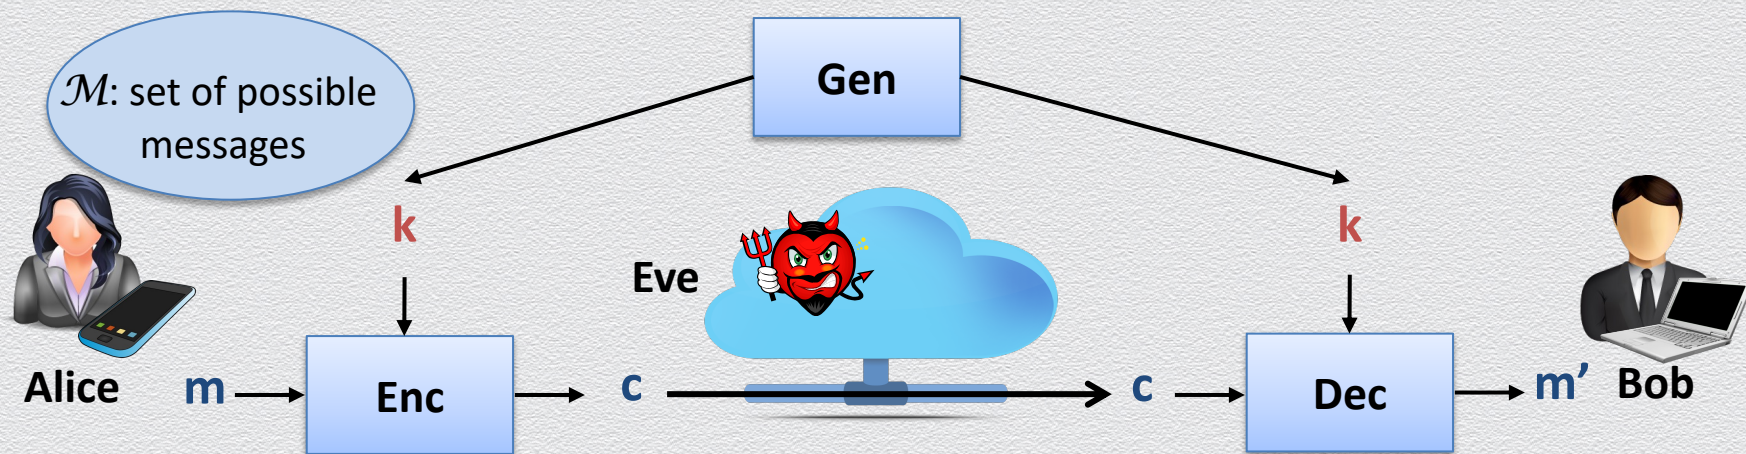 ℳ: set of possible
messages
Gen
k
k
Eve
Alice
m
Enc
c
c
Dec
m’
Bob